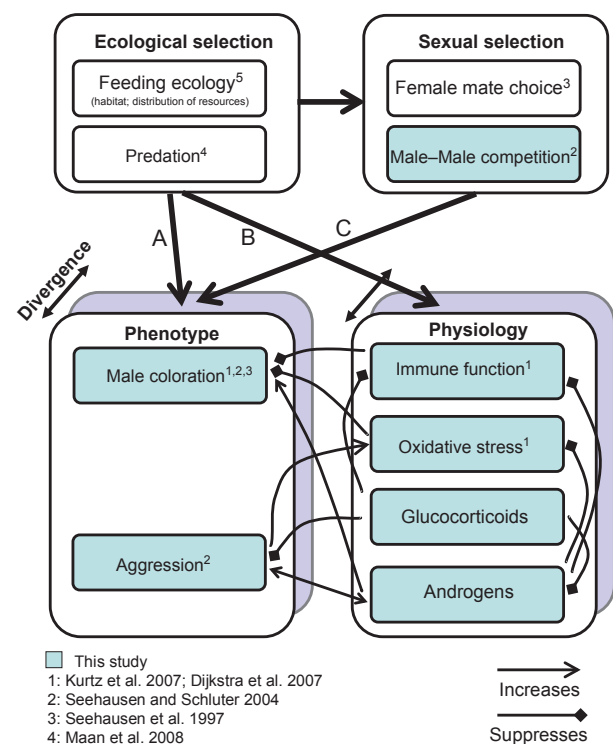 Ecological selection
Feeding ecology5
(habitat; distribution of resources)
Predation4
Sexual selection
Female mate choice3
Male–Male competition2
A
B
C
Divergence
Phenotype
Male coloration1,2,3
Aggression2
Physiology
Immune function1
Oxidative stress1
Glucocorticoids
Androgens
This study
1: Kurtz et al. 2007; Dijkstra et al. 2007
2: Seehausen and Schluter 2004
3: Seehausen et al. 1997
4: Maan et al. 2008
Increases
Suppresses